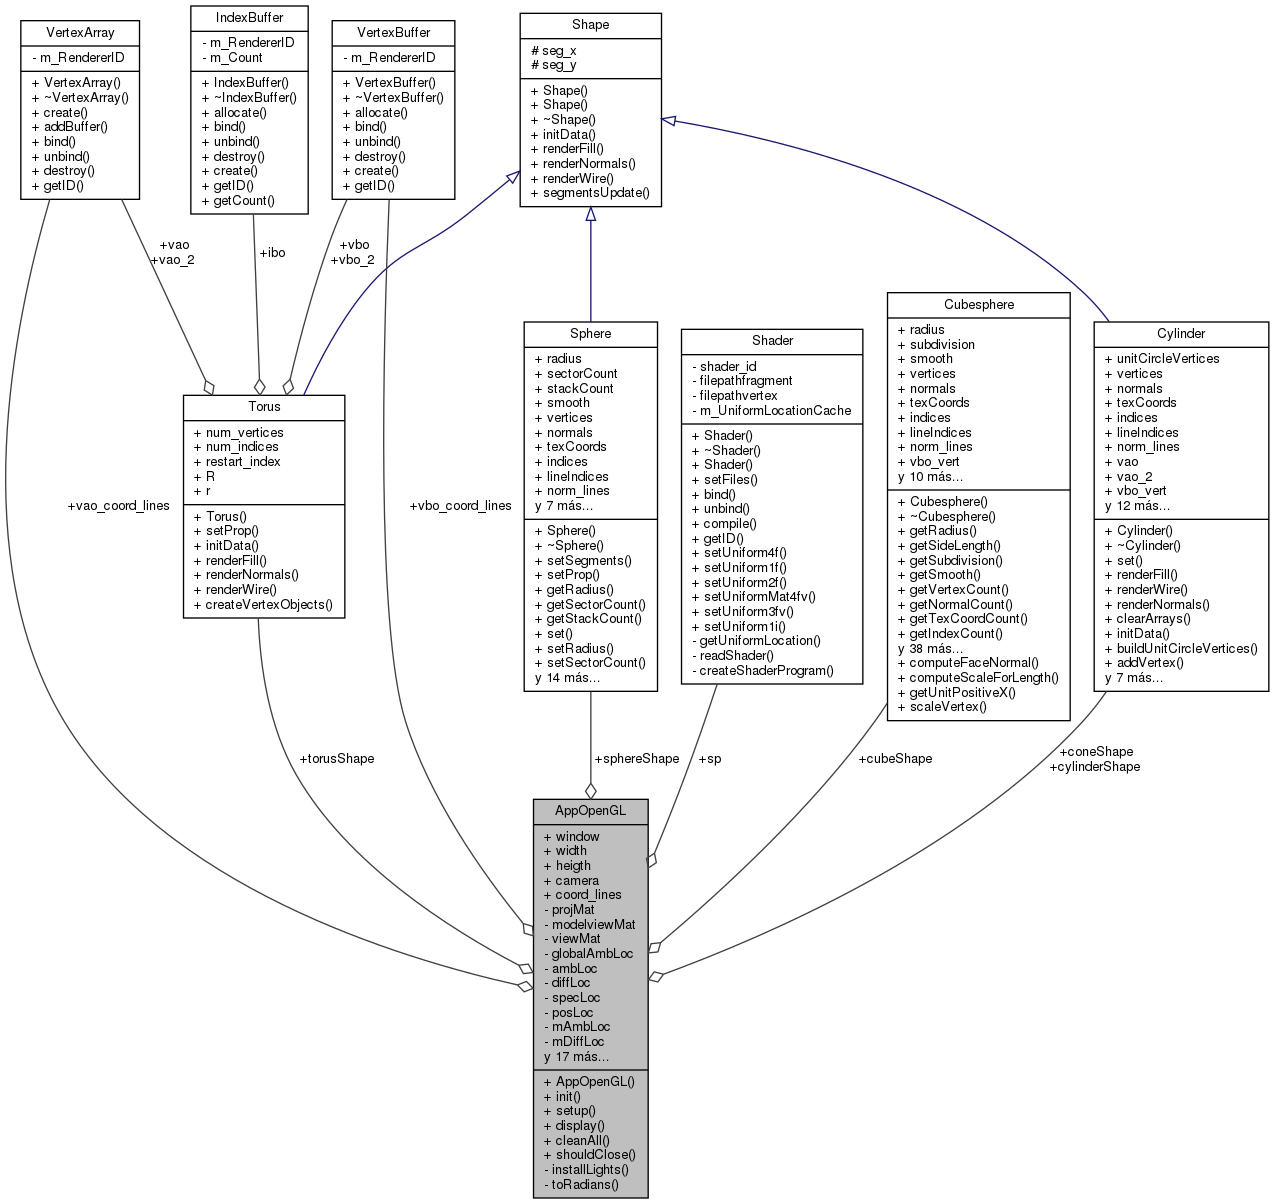 VertexArray
- m_RendererID
+ VertexArray()
+ ~VertexArray()
+ create()
+ addBuffer()
+ bind()
+ unbind()
+ destroy()
+ getID()
IndexBuffer
- m_RendererID
- m_Count
+ IndexBuffer()
+ ~IndexBuffer()
+ allocate()
+ bind()
+ unbind()
+ destroy()
+ create()
+ getID()
+ getCount()
VertexBuffer
- m_RendererID
+ VertexBuffer()
+ ~VertexBuffer()
+ allocate()
+ bind()
+ unbind()
+ destroy()
+ create()
+ getID()
Shape
# seg_x
# seg_y
+ Shape()
+ Shape()
+ ~Shape()
+ initData()
+ renderFill()
+ renderNormals()
+ renderWire()
+ segmentsUpdate()
+vao
+vao_2
+ibo
+vbo
+vbo_2
Torus
+ num_vertices
+ num_indices
+ restart_index
+ R
+ r
+ Torus()
+ setProp()
+ initData()
+ renderFill()
+ renderNormals()
+ renderWire()
+ createVertexObjects()
Sphere
+ radius
+ sectorCount
+ stackCount
+ smooth
+ vertices
+ normals
+ texCoords
+ indices
+ lineIndices
+ norm_lines
y 7 más...
+ Sphere()
+ ~Sphere()
+ setSegments()
+ setProp()
+ getRadius()
+ getSectorCount()
+ getStackCount()
+ set()
+ setRadius()
+ setSectorCount()
y 14 más...
Shader
- shader_id
- filepathfragment
- filepathvertex
- m_UniformLocationCache
+ Shader()
+ ~Shader()
+ Shader()
+ setFiles()
+ bind()
+ unbind()
+ compile()
+ getID()
+ setUniform4f()
+ setUniform1f()
+ setUniform2f()
+ setUniformMat4fv()
+ setUniform3fv()
+ setUniform1i()
- getUniformLocation()
- readShader()
- createShaderProgram()
Cubesphere
+ radius
+ subdivision
+ smooth
+ vertices
+ normals
+ texCoords
+ indices
+ lineIndices
+ norm_lines
+ vbo_vert
y 10 más...
+ Cubesphere()
+ ~Cubesphere()
+ getRadius()
+ getSideLength()
+ getSubdivision()
+ getSmooth()
+ getVertexCount()
+ getNormalCount()
+ getTexCoordCount()
+ getIndexCount()
y 38 más...
+ computeFaceNormal()
+ computeScaleForLength()
+ getUnitPositiveX()
+ scaleVertex()
Cylinder
+ unitCircleVertices
+ vertices
+ normals
+ texCoords
+ indices
+ lineIndices
+ norm_lines
+ vao
+ vao_2
+ vbo_vert
y 12 más...
+ Cylinder()
+ ~Cylinder()
+ set()
+ renderFill()
+ renderWire()
+ renderNormals()
+ clearArrays()
+ initData()
+ buildUnitCircleVertices()
+ addVertex()
y 7 más...
+vao_coord_lines
+vbo_coord_lines
+torusShape
+sphereShape
+sp
+cubeShape
+coneShape
+cylinderShape
AppOpenGL
+ window
+ width
+ heigth
+ camera
+ coord_lines
- projMat
- modelviewMat
- viewMat
- globalAmbLoc
- ambLoc
- diffLoc
- specLoc
- posLoc
- mAmbLoc
- mDiffLoc
y 17 más...
+ AppOpenGL()
+ init()
+ setup()
+ display()
+ cleanAll()
+ shouldClose()
- installLights()
- toRadians()